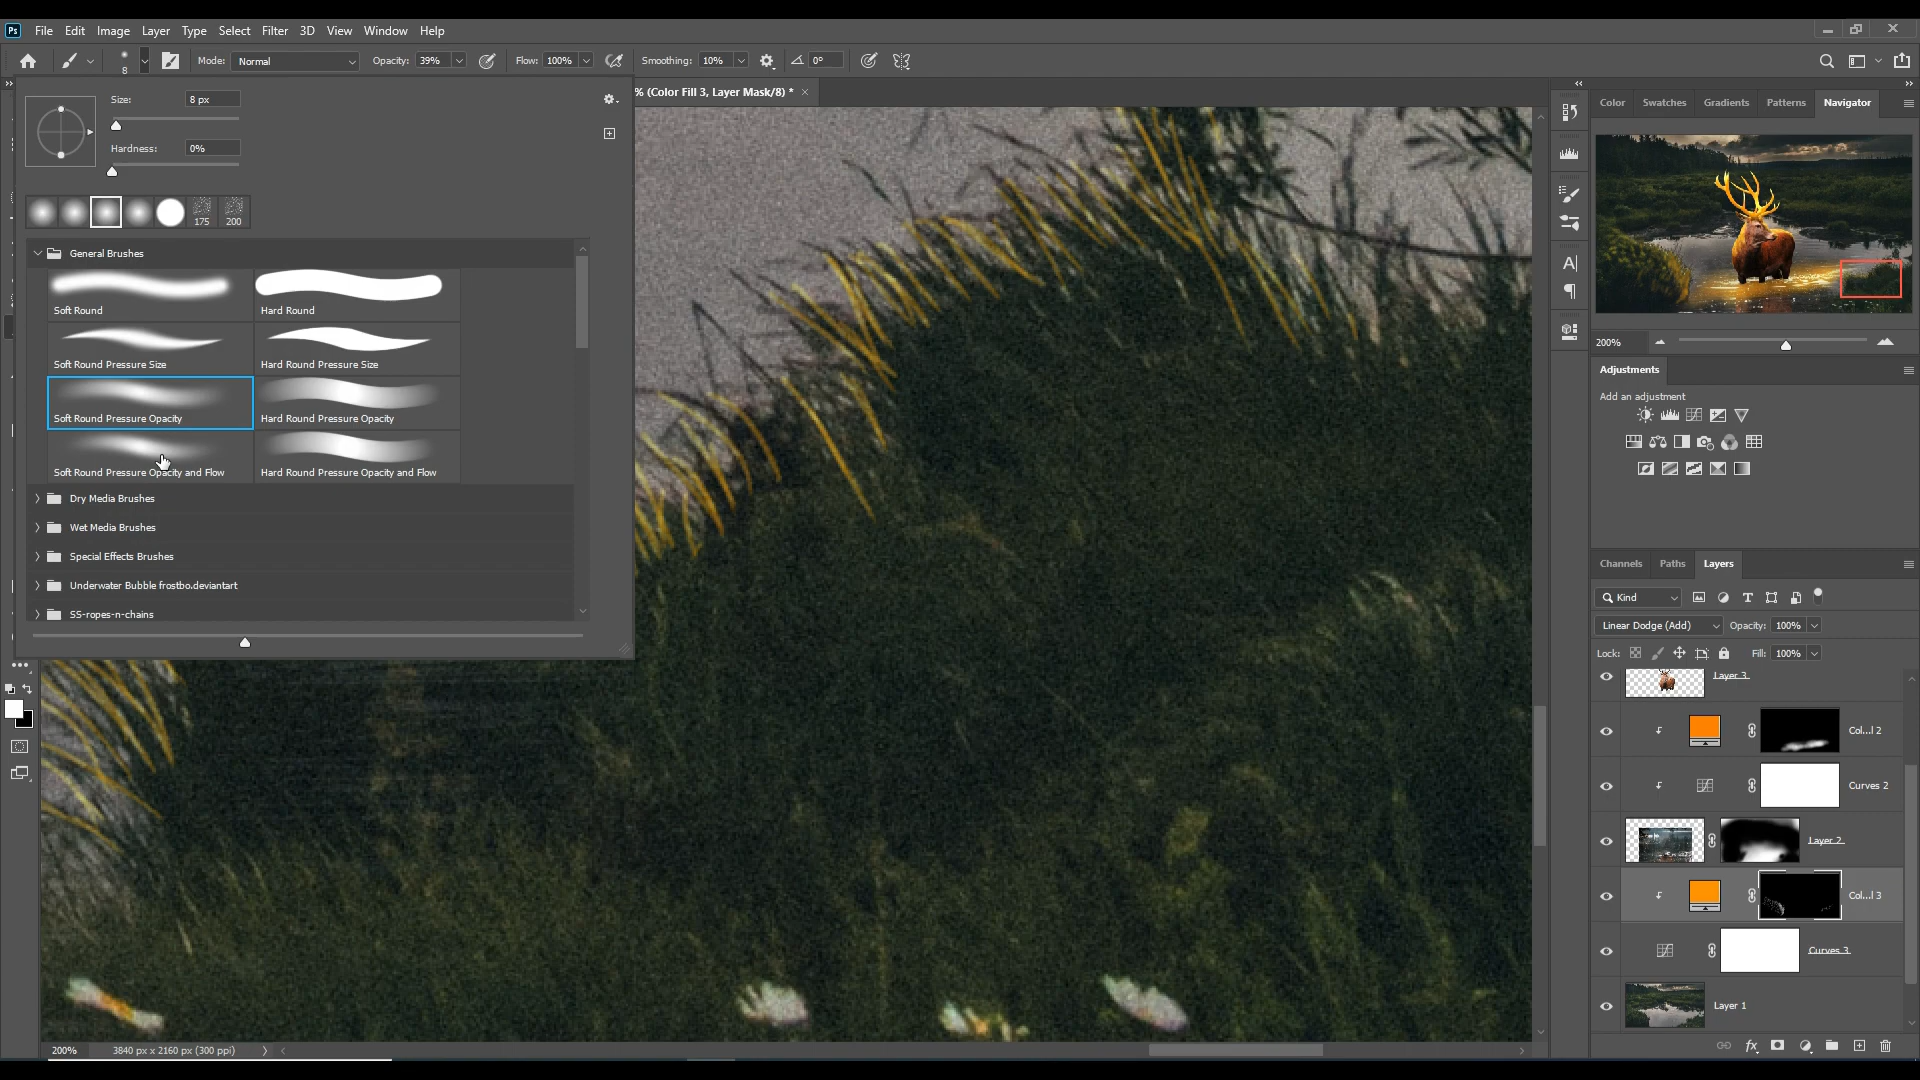 Ps File Edit Image Layer Type Select Filter 3D View Window Help
8 Mode: Normal Opacity: 39% Flow: 100% Smoothing: 10% 0°
% (Color Fill 3, Layer Mask/8) * ×
Size: 8 px
Hardness: 0%
175 200
General Brushes
Soft Round Hard Round
Soft Round Pressure Size Hard Round Pressure Size
Soft Round Pressure Opacity Hard Round Pressure Opacity
Soft Round Pressure Opacity and Flow Hard Round Pressure Opacity and Flow
Dry Media Brushes
Wet Media Brushes
Special Effects Brushes
Underwater Bubble frostbo.deviantart
SS-ropes-n-chains
200% 3840 px x 2160 px (300 ppi)
Color Swatches Gradients Patterns Navigator
200%
Adjustments
Add an adjustment
Channels Paths Layers
Kind
Linear Dodge (Add) Opacity: 100%
Lock: Fill: 100%
Layer 3
Col...l 2
Curves 2
Layer 2
Col...l 3
Curves 3
Layer 1